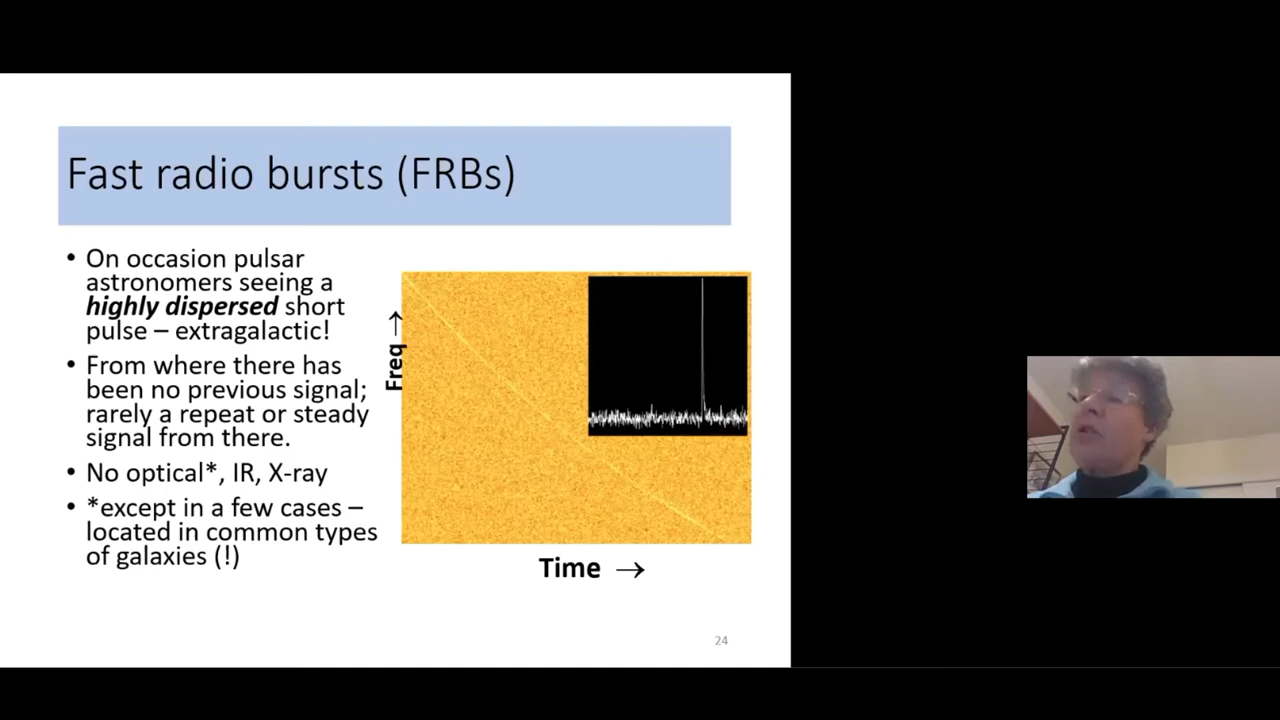 Fast radio bursts (FRBs)
• On occasion pulsar
astronomers seeing a
highly dispersed short
pulse – extragalactic!
• From where there has
been no previous signal;
rarely a repeat or steady
signal from there.
• No optical*, IR, X-ray
• *except in a few cases –
located in common types
of galaxies (!)
Freq →
Time →
24